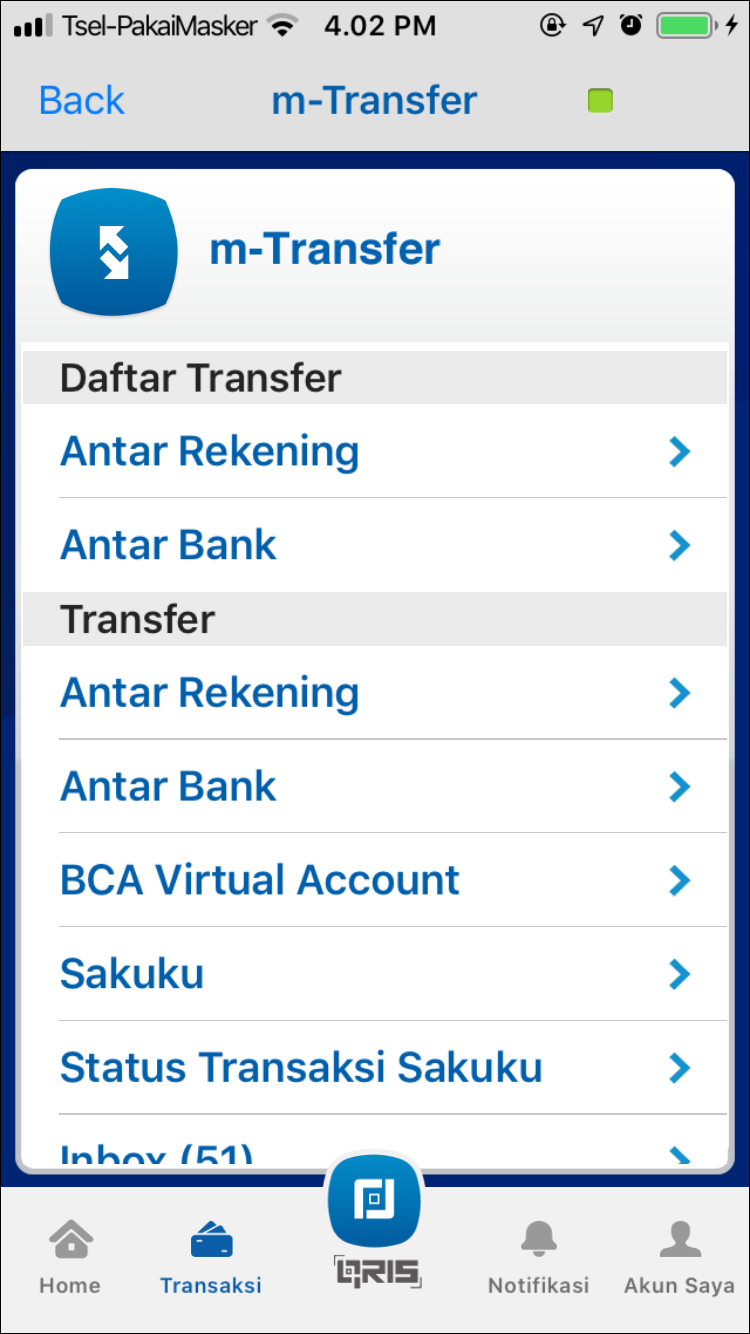 Tsel-PakaiMasker 4.02 PM
Back m-Transfer
m-Transfer
Daftar Transfer
Antar Rekening
Antar Bank
Transfer
Antar Rekening
Antar Bank
BCA Virtual Account
Sakuku
Status Transaksi Sakuku
Inbox (51)
QRIS
Home Transaksi Notifikasi Akun Saya